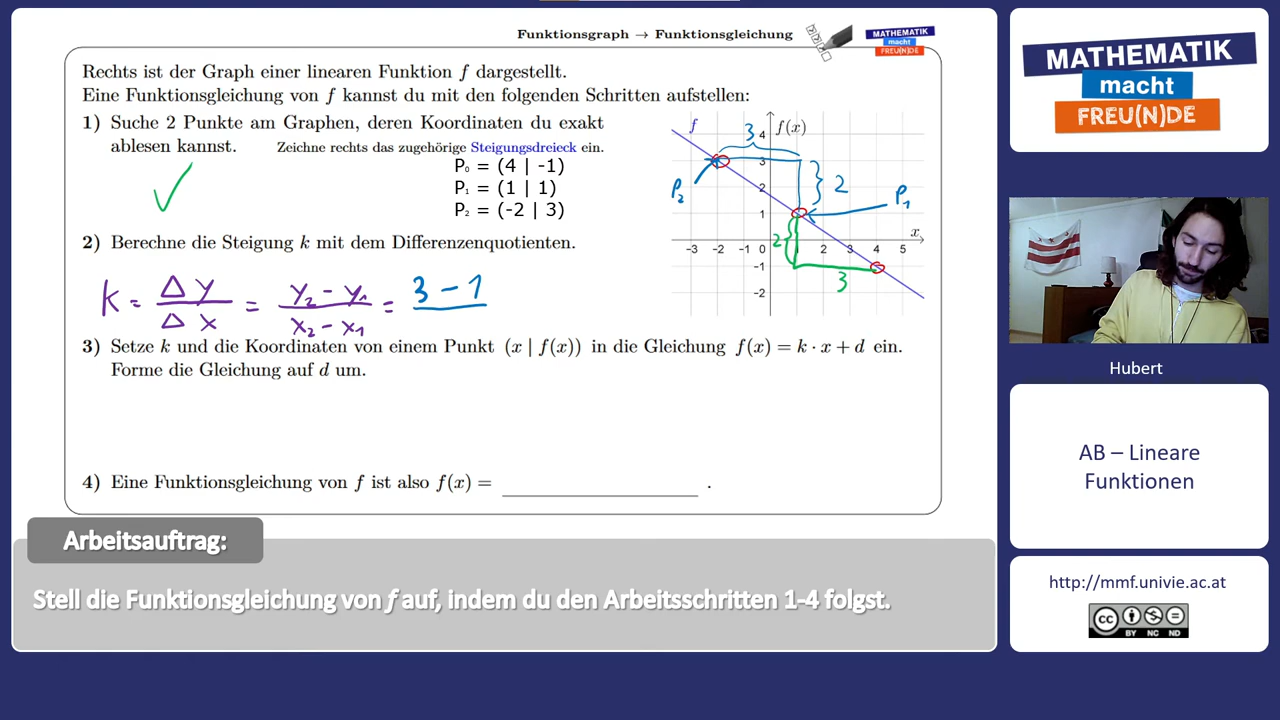 Funktionsgraph → Funktionsgleichung
MATHEMATIK
macht
FREU(N)DE
Rechts ist der Graph einer linearen Funktion f dargestellt.
Eine Funktionsgleichung von f kannst du mit den folgenden Schritten aufstellen:
1) Suche 2 Punkte am Graphen, deren Koordinaten du exakt
ablesen kannst. Zeichne rechts das zugehörige Steigungsdreieck ein.
P₀ = (4 | -1)
P₁ = (1 | 1)
P₂ = (-2 | 3)
f
f(x)
3
4
3
2
1
2
P₂
P₁
x
-3 -2 -1 0 2 3 4 5
2
-1
3
-2
2) Berechne die Steigung k mit dem Differenzenquotienten.
k = Δy / Δx = y₂ - y₁ / x₂ - x₁ = 3 - 1
3) Setze k und die Koordinaten von einem Punkt (x | f(x)) in die Gleichung f(x) = k · x + d ein.
Forme die Gleichung auf d um.
4) Eine Funktionsgleichung von f ist also f(x) = ____________ .
Arbeitsauftrag:
Stell die Funktionsgleichung von f auf, indem du den Arbeitsschritten 1-4 folgst.
MATHEMATIK
macht
FREU(N)DE
Hubert
AB – Lineare
Funktionen
http://mmf.univie.ac.at
cc
BY NC ND